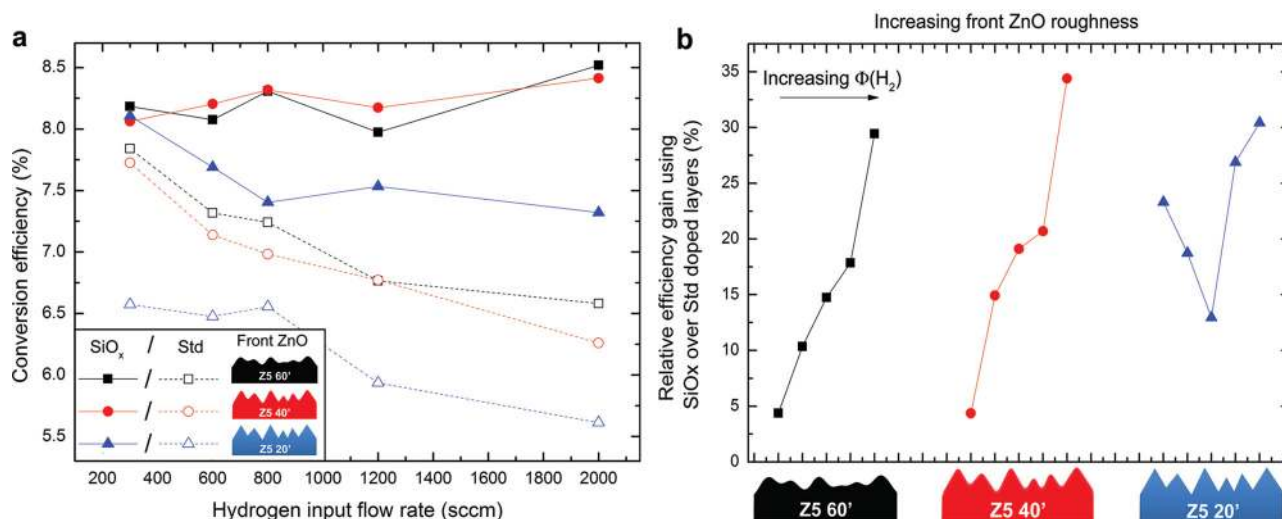 a
Conversion efficiency (%)
8.5
8.0
7.5
7.0
6.5
6.0
5.5
SiOx / Std Front ZnO
/ Z5 60'
/ Z5 40'
/ Z5 20'
200 400 600 800 1000 1200 1400 1600 1800 2000
Hydrogen input flow rate (sccm)
b
Increasing front ZnO roughness
Relative efficiency gain using
SiOx over Std doped layers (%)
35
30
25
20
15
10
5
0
Increasing Φ(H2)
Z5 60' Z5 40' Z5 20'